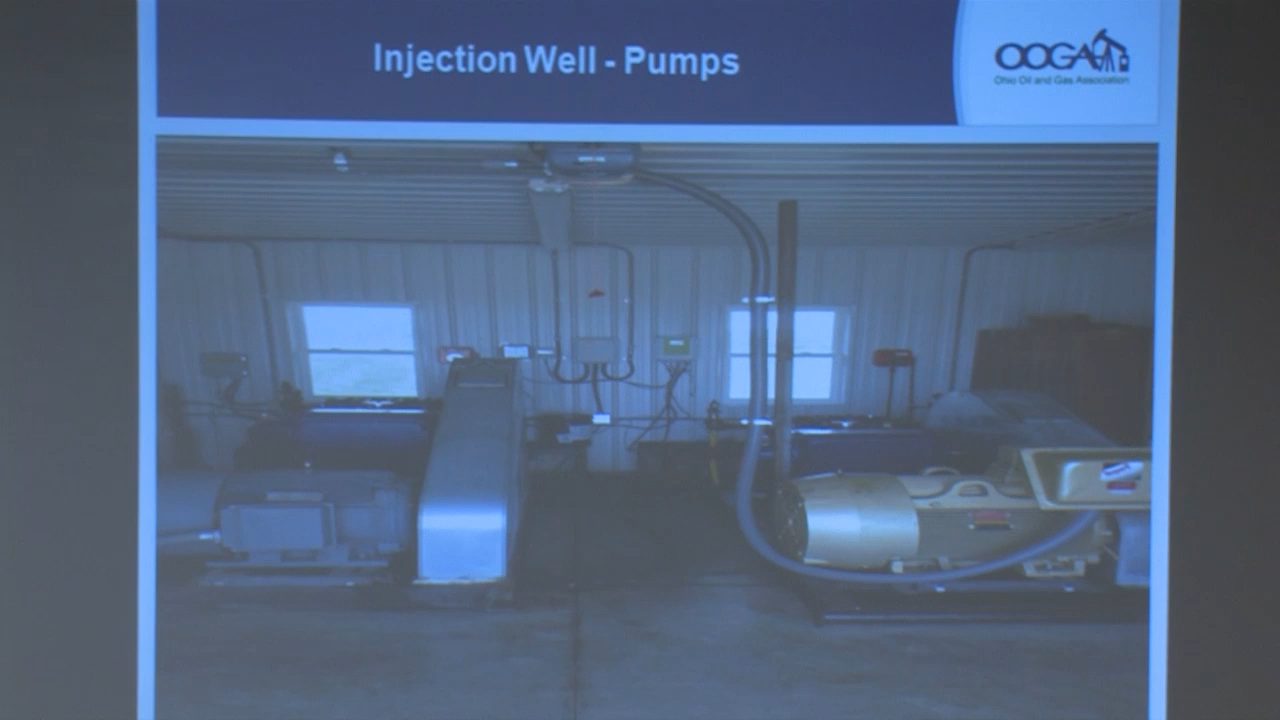 Injection Well - Pumps
OOGA
Ohio Oil and Gas Association